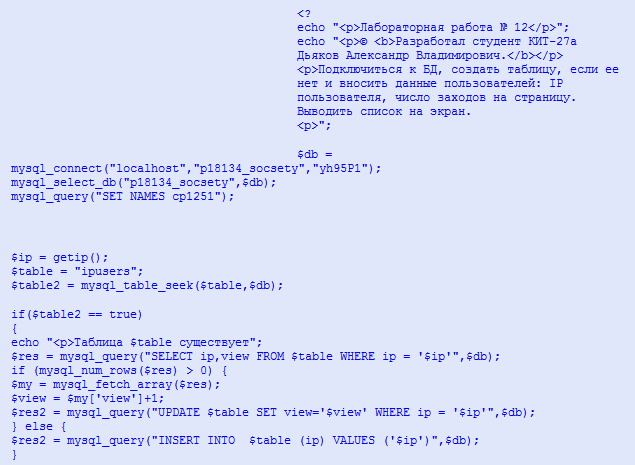 <?
echo "<p>Лабораторная работа № 12</p>";
echo "<p>© <b>Разработал студент КИТ-27а
Дьяков Александр Владимирович.</b></p>
<p>Подключиться к БД, создать таблицу, если ее
нет и вносить данные пользователей: IP
пользователя, число заходов на страницу.
Выводить список на экран.
<p>";
$db =
mysql_connect("localhost","p18134_socsety","yh95P1");
mysql_select_db("p18134_socsety",$db);
mysql_query("SET NAMES cp1251");
$ip = getip();
$table = "ipusers";
$table2 = mysql_table_seek($table,$db);
if($table2 == true)
{
echo "<p>Таблица $table существует";
$res = mysql_query("SELECT ip,view FROM $table WHERE ip = '$ip'",$db);
if (mysql_num_rows($res) > 0) {
$my = mysql_fetch_array($res);
$view = $my['view']+1;
$res2 = mysql_query("UPDATE $table SET view='$view' WHERE ip = '$ip'",$db);
} else {
$res2 = mysql_query("INSERT INTO  $table (ip) VALUES ('$ip')",$db);
}